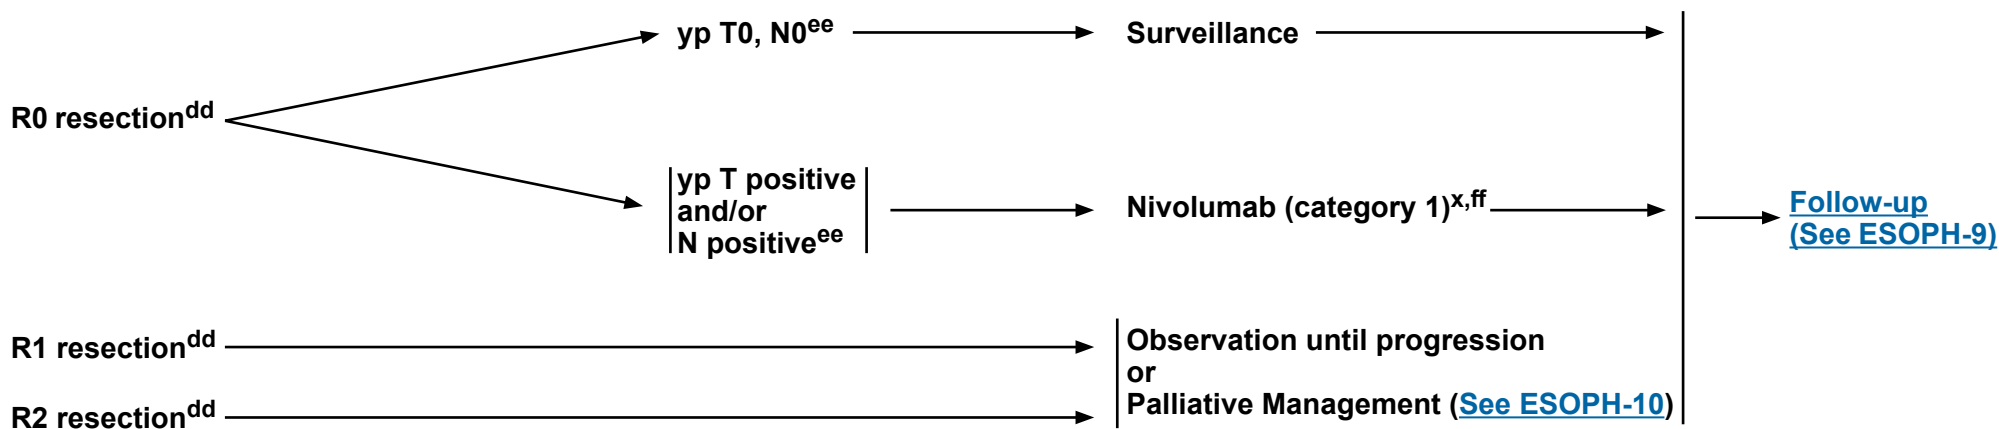 yp T0, N0ee
Surveillance
R0 resectiondd
yp T positive
and/or
N positiveee
Nivolumab (category 1)x,ff
Follow-up
(See ESOPH-9)
R1 resectiondd
Observation until progression
or
Palliative Management (See ESOPH-10)
R2 resectiondd